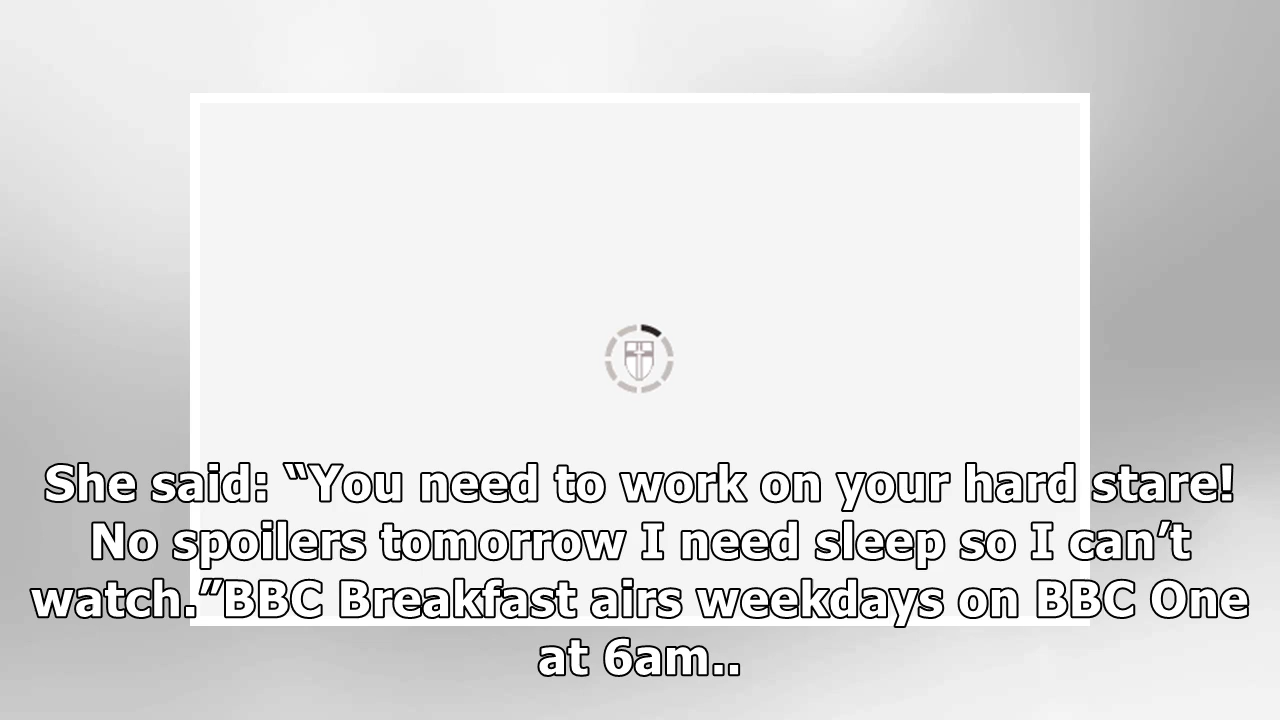 She said: “You need to work on your hard stare!
No spoilers tomorrow I need sleep so I can’t
watch.”BBC Breakfast airs weekdays on BBC One
at 6am..